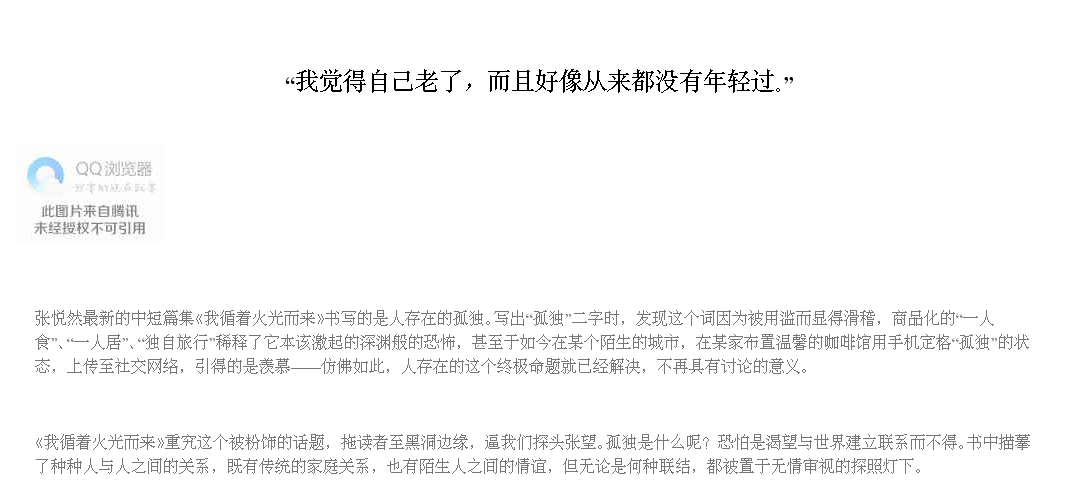 “我觉得自己老了，而且好像从来都没有年轻过。”
QQ浏览器
此图片来自腾讯
未经授权不可引用
张悦然最新的中短篇集《我循着火光而来》书写的是人存在的孤独。写出“孤独”二字时，发现这个词因为被用滥而显得滑稽，商品化的“一人
食”、“一人居”、“独自旅行”稀释了它本该激起的深渊般的恐怖，甚至于如今在某个陌生的城市，在某家布置温馨的咖啡馆用手机定格“孤独”的状
态，上传至社交网络，引得的是羡慕——仿佛如此，人存在的这个终极命题就已经解决，不再具有讨论的意义。
《我循着火光而来》重究这个被粉饰的话题，拖读者至黑洞边缘，逼我们探头张望。孤独是什么呢？恐怕是渴望与世界建立联系而不得。书中描摹
了种种人与人之间的关系，既有传统的家庭关系，也有陌生人之间的情谊，但无论是何种联结，都被置于无情审视的探照灯下。